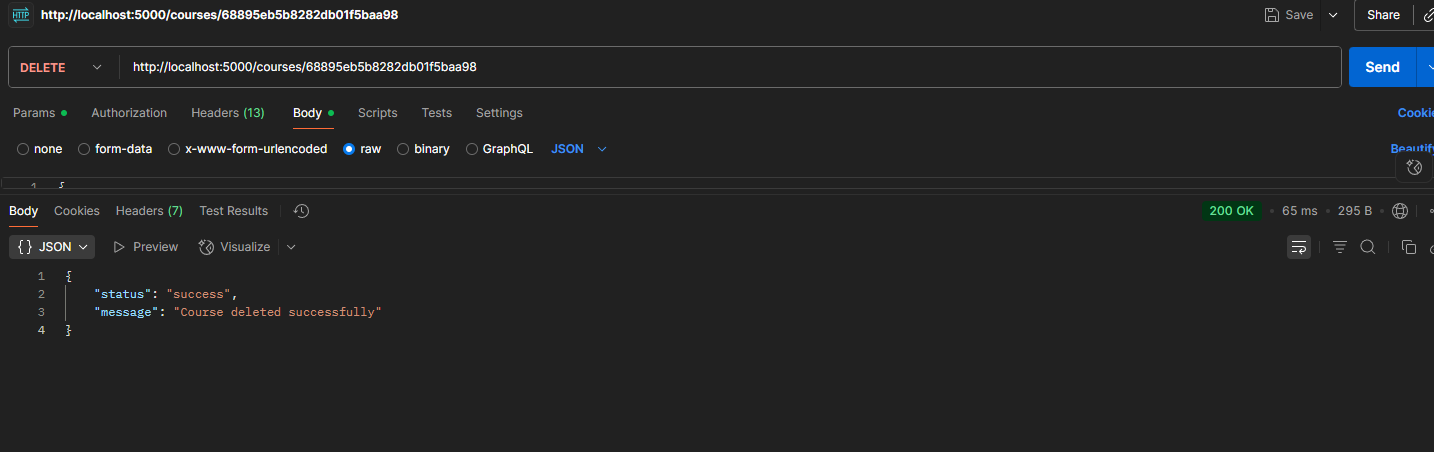 HTTP http://localhost:5000/courses/68895eb5b8282db01f5baa98 Save Share
DELETE http://localhost:5000/courses/68895eb5b8282db01f5baa98 Send
Params Authorization Headers (13) Body Scripts Tests Settings Cookie
none form-data x-www-form-urlencoded raw binary GraphQL JSON Beautify
1 {
Body Cookies Headers (7) Test Results 200 OK • 65 ms • 295 B
{} JSON Preview Visualize
1 {
2 "status": "success",
3 "message": "Course deleted successfully"
4 }